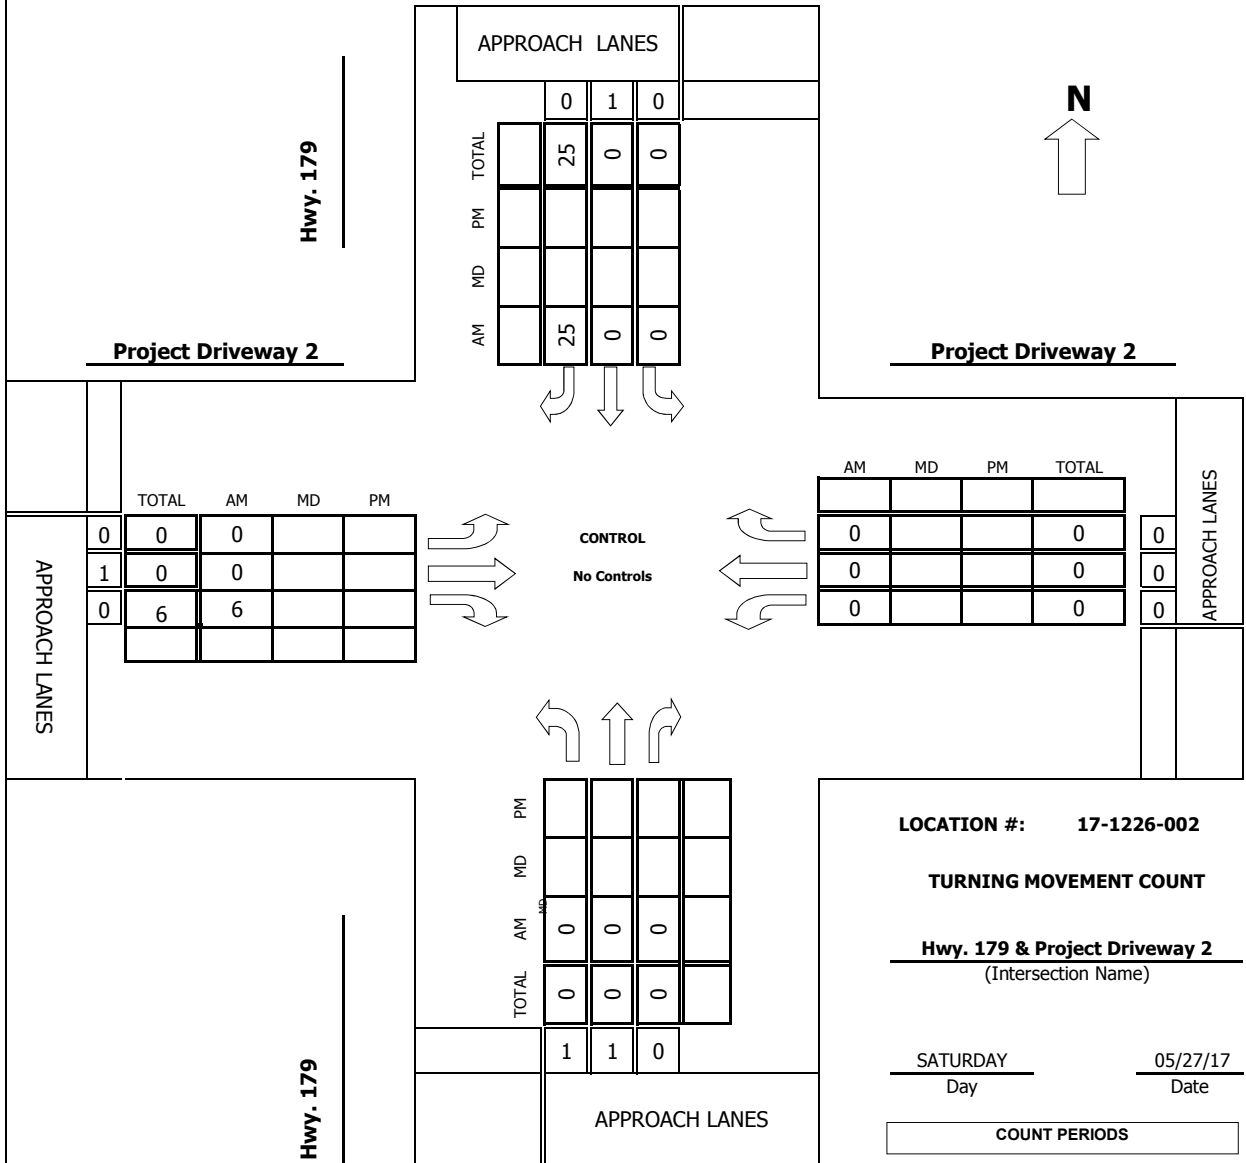 APPROACH LANES
0 1 0
N
Hwy. 179
TOTAL 25 0 0
PM
MD
AM 25 0 0
Project Driveway 2
Project Driveway 2
AM MD PM TOTAL
TOTAL AM MD PM
0 0 0
1 0 0
0 6 6
APPROACH LANES
CONTROL
No Controls
0 0 0
0 0 0
0 0 0
APPROACH LANES
PM
MD
MD
AM 0 0 0
TOTAL 0 0 0
1 1 0
APPROACH LANES
Hwy. 179
LOCATION #: 17-1226-002
TURNING MOVEMENT COUNT
Hwy. 179 & Project Driveway 2
(Intersection Name)
SATURDAY 05/27/17
Day Date
COUNT PERIODS